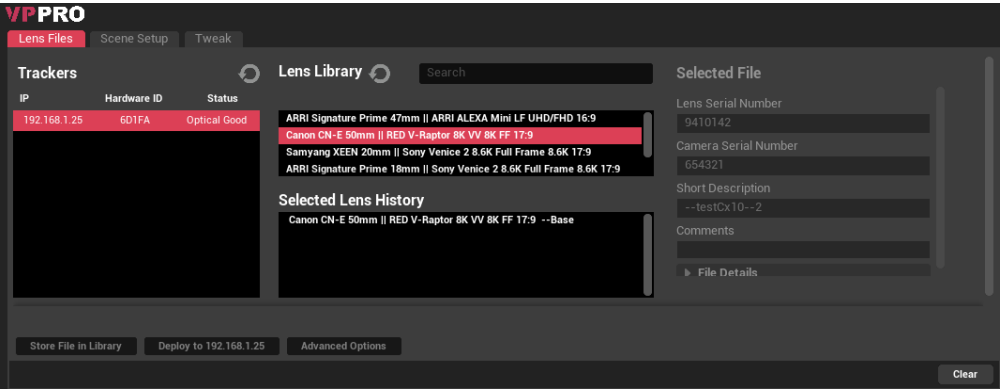 VPPRO
Lens Files Scene Setup Tweak
Trackers
IP Hardware ID Status
192.168.1.25 6D1FA Optical Good
Lens Library
Search
ARRI Signature Prime 47mm || ARRI ALEXA Mini LF UHD/FHD 16:9
Canon CN-E 50mm || RED V-Raptor 8K VV 8K FF 17:9
Samyang XEEN 20mm || Sony Venice 2 8.6K Full Frame 8.6K 17:9
ARRI Signature Prime 18mm || Sony Venice 2 8.6K Full Frame 8.6K 17:9
Selected Lens History
Canon CN-E 50mm || RED V-Raptor 8K VV 8K FF 17:9 --Base
Selected File
Lens Serial Number
9410142
Camera Serial Number
654321
Short Description
--testCx10--2
Comments
File Details
Store File in Library Deploy to 192.168.1.25 Advanced Options
Clear